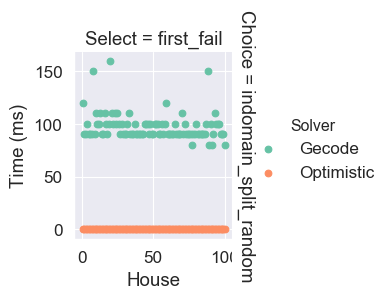 Select = first_fail
Choice = indomain_split_random
Time (ms)
150
100
50
0
0
50
100
House
Solver
Gecode
Optimistic